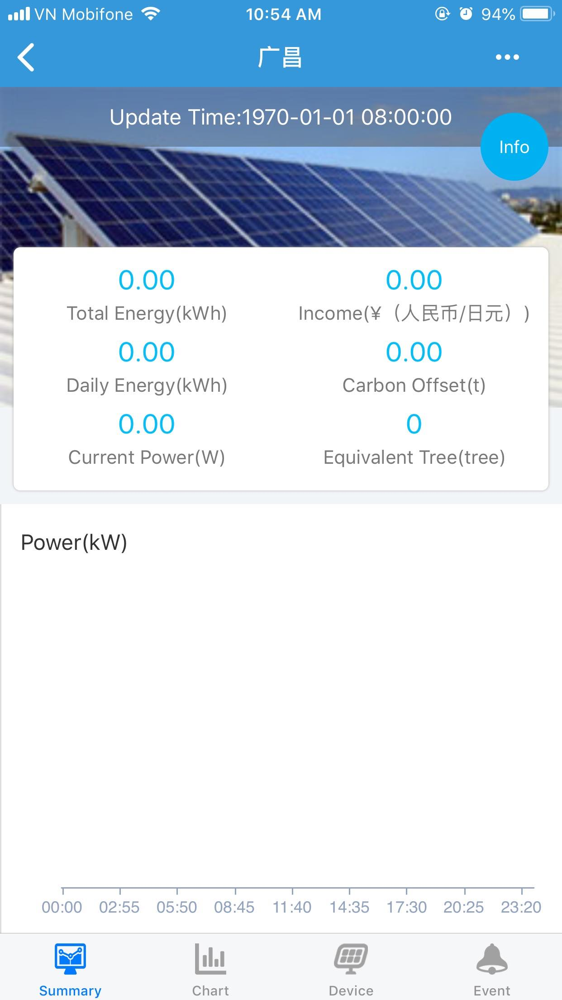 VN Mobifone 10:54 AM 94%
广昌
Update Time:1970-01-01 08:00:00
Info
0.00 0.00
Total Energy(kWh) Income(¥（人民币/日元）)
0.00 0.00
Daily Energy(kWh) Carbon Offset(t)
0.00 0
Current Power(W) Equivalent Tree(tree)
Power(kW)
00:00 02:55 05:50 08:45 11:40 14:35 17:30 20:25 23:20
Summary Chart Device Event